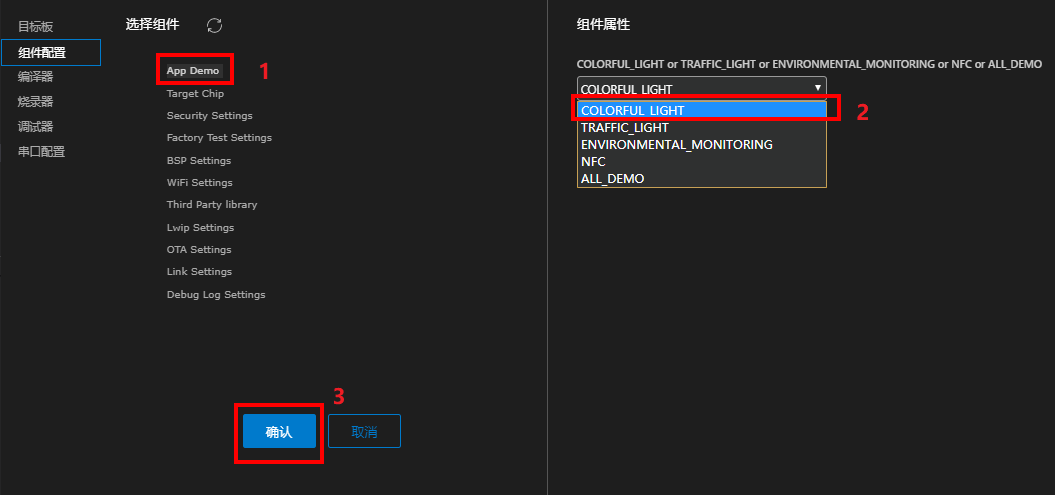 目标板
组件配置
编译器
烧录器
调试器
串口配置
选择组件
App Demo
1
Target Chip
Security Settings
Factory Test Settings
BSP Settings
WiFi Settings
Third Party library
Lwip Settings
OTA Settings
Link Settings
Debug Log Settings
3
确认
取消
组件属性
COLORFUL_LIGHT or TRAFFIC_LIGHT or ENVIRONMENTAL_MONITORING or NFC or ALL_DEMO
COLORFUL_LIGHT
COLORFUL_LIGHT
2
TRAFFIC_LIGHT
ENVIRONMENTAL_MONITORING
NFC
ALL_DEMO